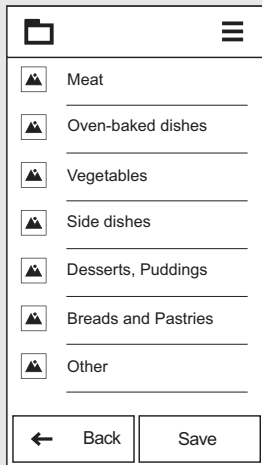 Meat
Oven-baked dishes
Vegetables
Side dishes
Desserts, Puddings
Breads and Pastries
Other
Back
Save